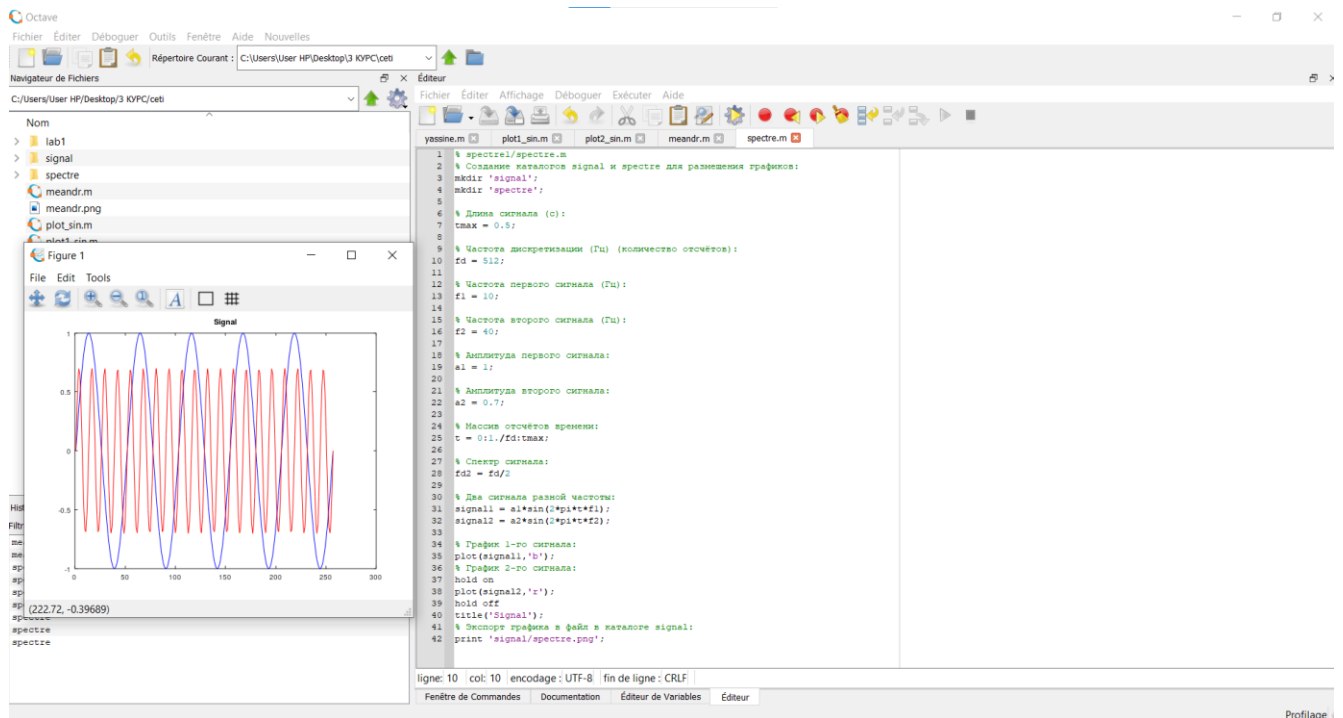 Octave
Fichier Éditer Déboguer Outils Fenêtre Aide Nouvelles
Répertoire Courant : C:\Users\User HP\Desktop\3 КУРС\ceti
Navigateur de Fichiers
C:/Users/User HP/Desktop/3 КУРС/ceti
Nom
lab1
signal
spectre
meandr.m
meandr.png
plot_sin.m
plot1_sin.m
Figure 1
File Edit Tools
Signal
1
0.5
0
-0.5
-1
0 50 100 150 200 250 300
(222.72, -0.39689)
spectre
spectre
spectre
Éditeur
Fichier Éditer Affichage Déboguer Exécuter Aide
yassine.m plot1_sin.m plot2_sin.m meandr.m spectre.m
1 % spectre1/spectre.m
2 % Создание каталогов signal и spectre для размещения графиков:
3 mkdir 'signal';
4 mkdir 'spectre';
5
6 % Длина сигнала (с):
7 tmax = 0.5;
8
9 % Частота дискретизации (Гц) (количество отсчётов):
10 fd = 512;
11
12 % Частота первого сигнала (Гц):
13 f1 = 10;
14
15 % Частота второго сигнала (Гц):
16 f2 = 40;
17
18 % Амплитуда первого сигнала:
19 a1 = 1;
20
21 % Амплитуда второго сигнала:
22 a2 = 0.7;
23
24 % Массив отсчётов времени:
25 t = 0:1./fd:tmax;
26
27 % Спектр сигнала:
28 fd2 = fd/2
29
30 % Два сигнала разной частоты:
31 signal1 = a1*sin(2*pi*t*f1);
32 signal2 = a2*sin(2*pi*t*f2);
33
34 % График 1-го сигнала:
35 plot(signal1,'b');
36 % График 2-го сигнала:
37 hold on
38 plot(signal2,'r');
39 hold off
40 title('Signal');
41 % Экспорт графика в файл в каталоге signal:
42 print 'signal/spectre.png';
ligne: 10 col: 10 encodage : UTF-8 fin de ligne : CRLF
Fenêtre de Commandes Documentation Éditeur de Variables Éditeur
Profilage